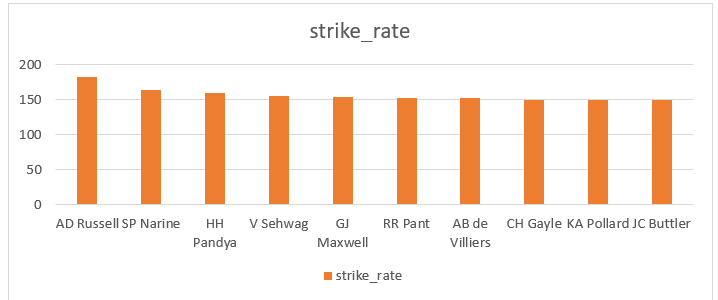 strike_rate
200
150
100
50
0
AD Russell SP Narine HH V Sehwag GJ RR Pant AB de CH Gayle KA Pollard JC Buttler
Pandya Maxwell Villiers
strike_rate